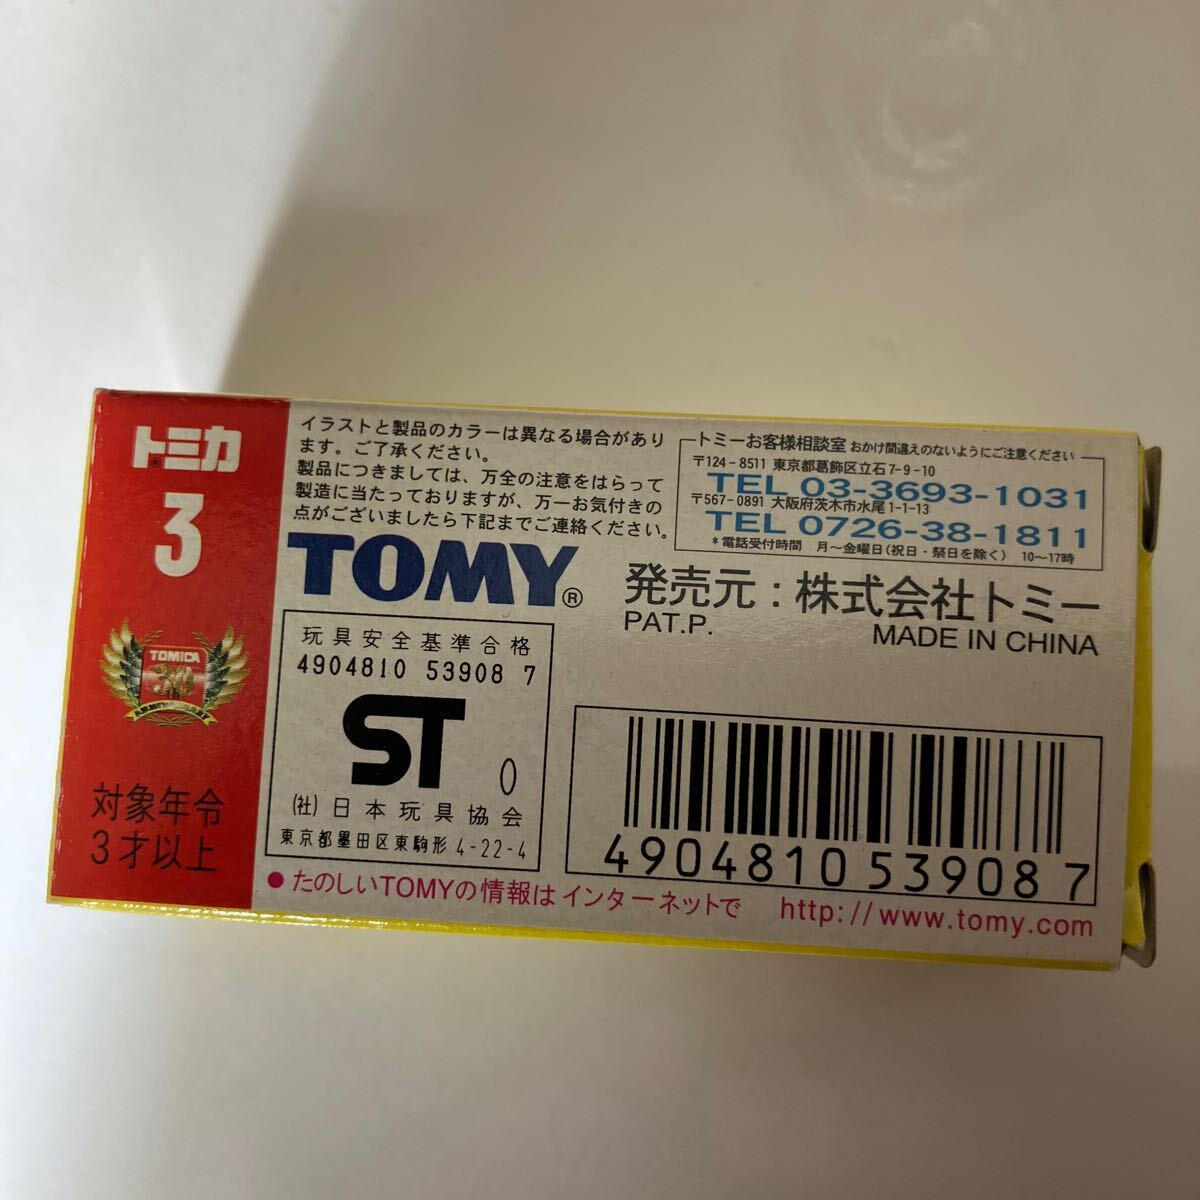 トミカ
®
3
TOMICA
30
th
ANNIVERSARY
対象年令
3才以上
イラストと製品のカラーは異なる場合があり
ます。ご了承ください。
製品につきましては、万全の注意をはらって
製造に当たっておりますが、万一お気付きの
点がございましたら下記までご連絡ください。
TOMY®
玩具安全基準合格
4904810 53908 7
ST 0
(社)日本玩具協会
東京都墨田区東駒形 4-22-4
トミーお客様相談室 おかけ間違えのないようにご注意ください
〒124-8511 東京都葛飾区立石7-9-10
TEL 03-3693-1031
〒567-0891 大阪府茨木市水尾1-1-13
TEL 0726-38-1811
*電話受付時間 月～金曜日(祝日・祭日を除く) 10～17時
発売元:株式会社トミー
PAT.P. MADE IN CHINA
4904810 53908 7
●たのしいTOMYの情報は インターネットで http://www.tomy.com